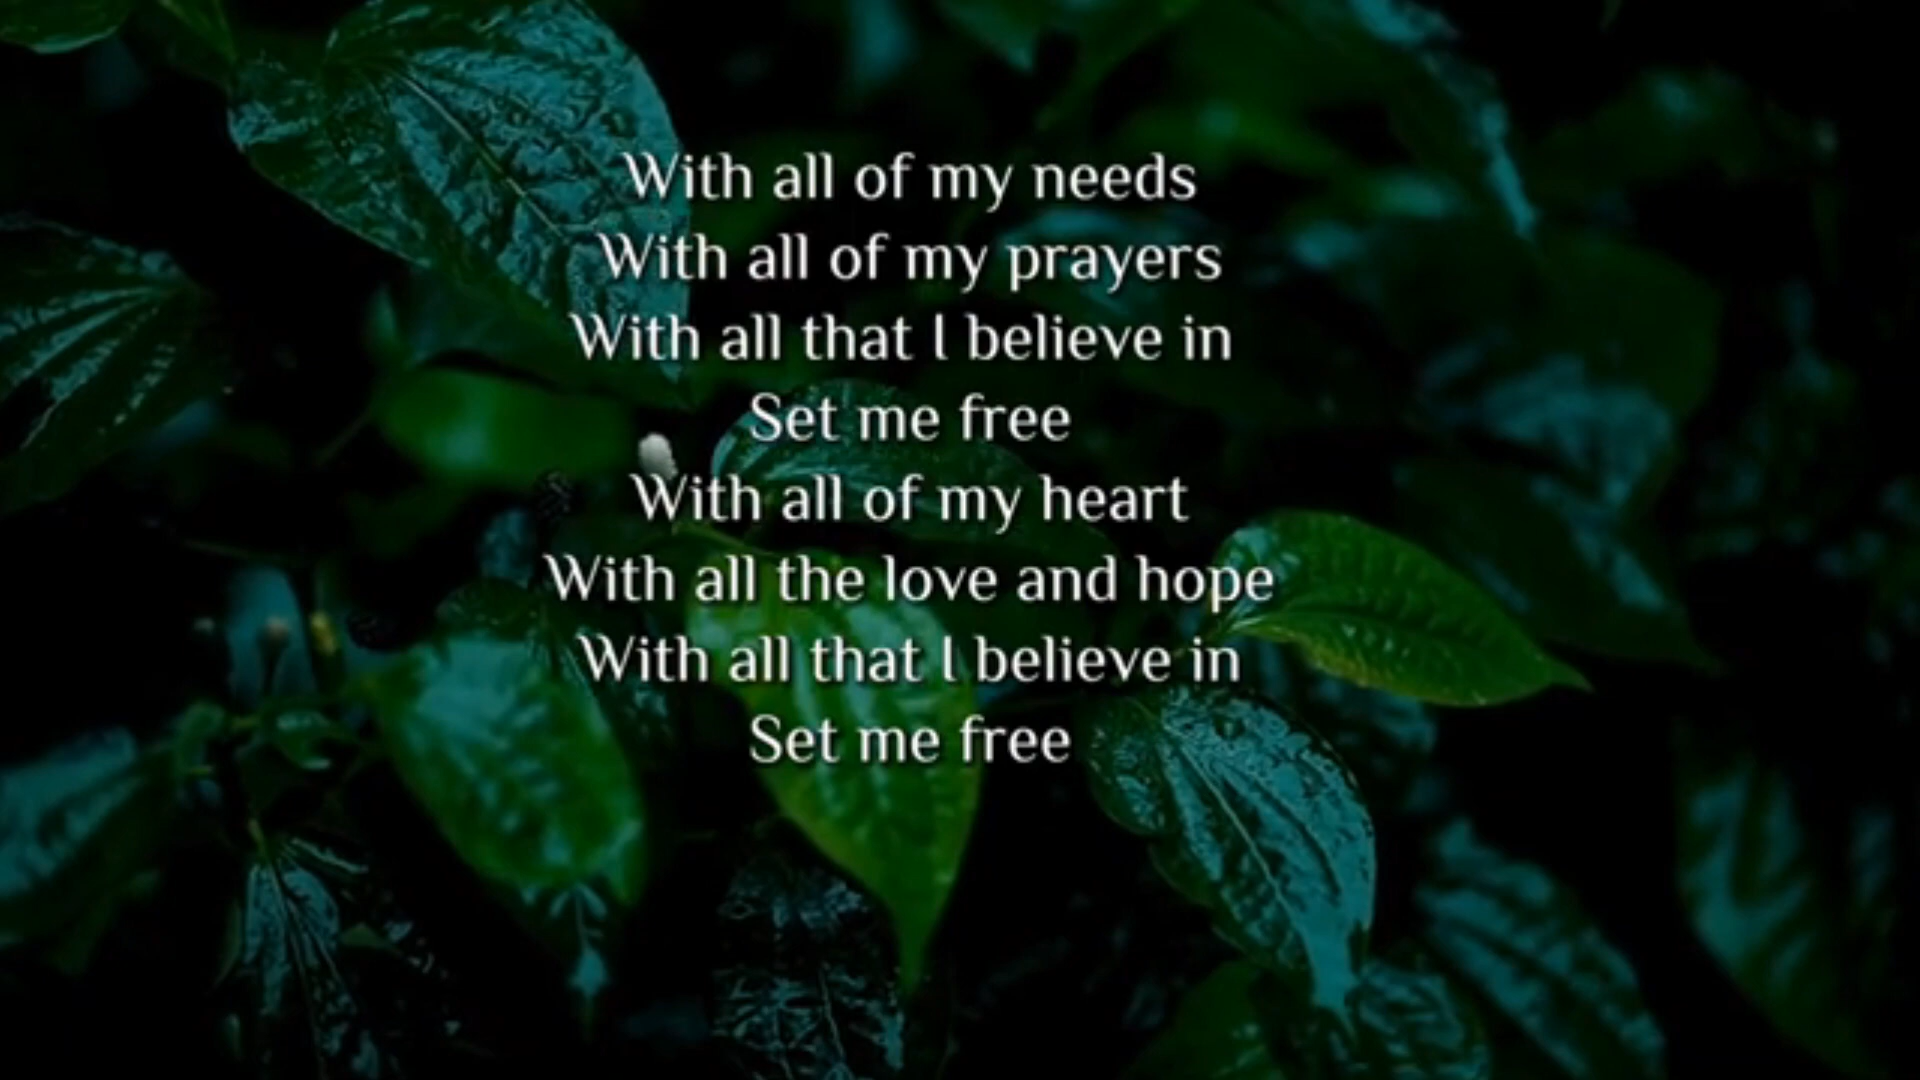 With all of my needs
With all of my prayers
With all that I believe in
Set me free
With all of my heart
With all the love and hope
With all that I believe in
Set me free